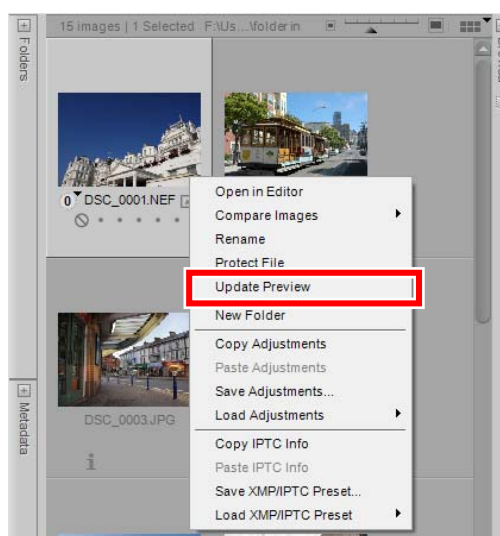 15 images | 1 Selected F:\Us...\folder in
Folders
0 DSC_0001.NEF
Open in Editor
Compare Images
Rename
Protect File
Update Preview
New Folder
Copy Adjustments
Paste Adjustments
Save Adjustments...
Load Adjustments
Copy IPTC Info
Paste IPTC Info
Save XMP/IPTC Preset...
Load XMP/IPTC Preset
DSC_0003.JPG
i
Metadata